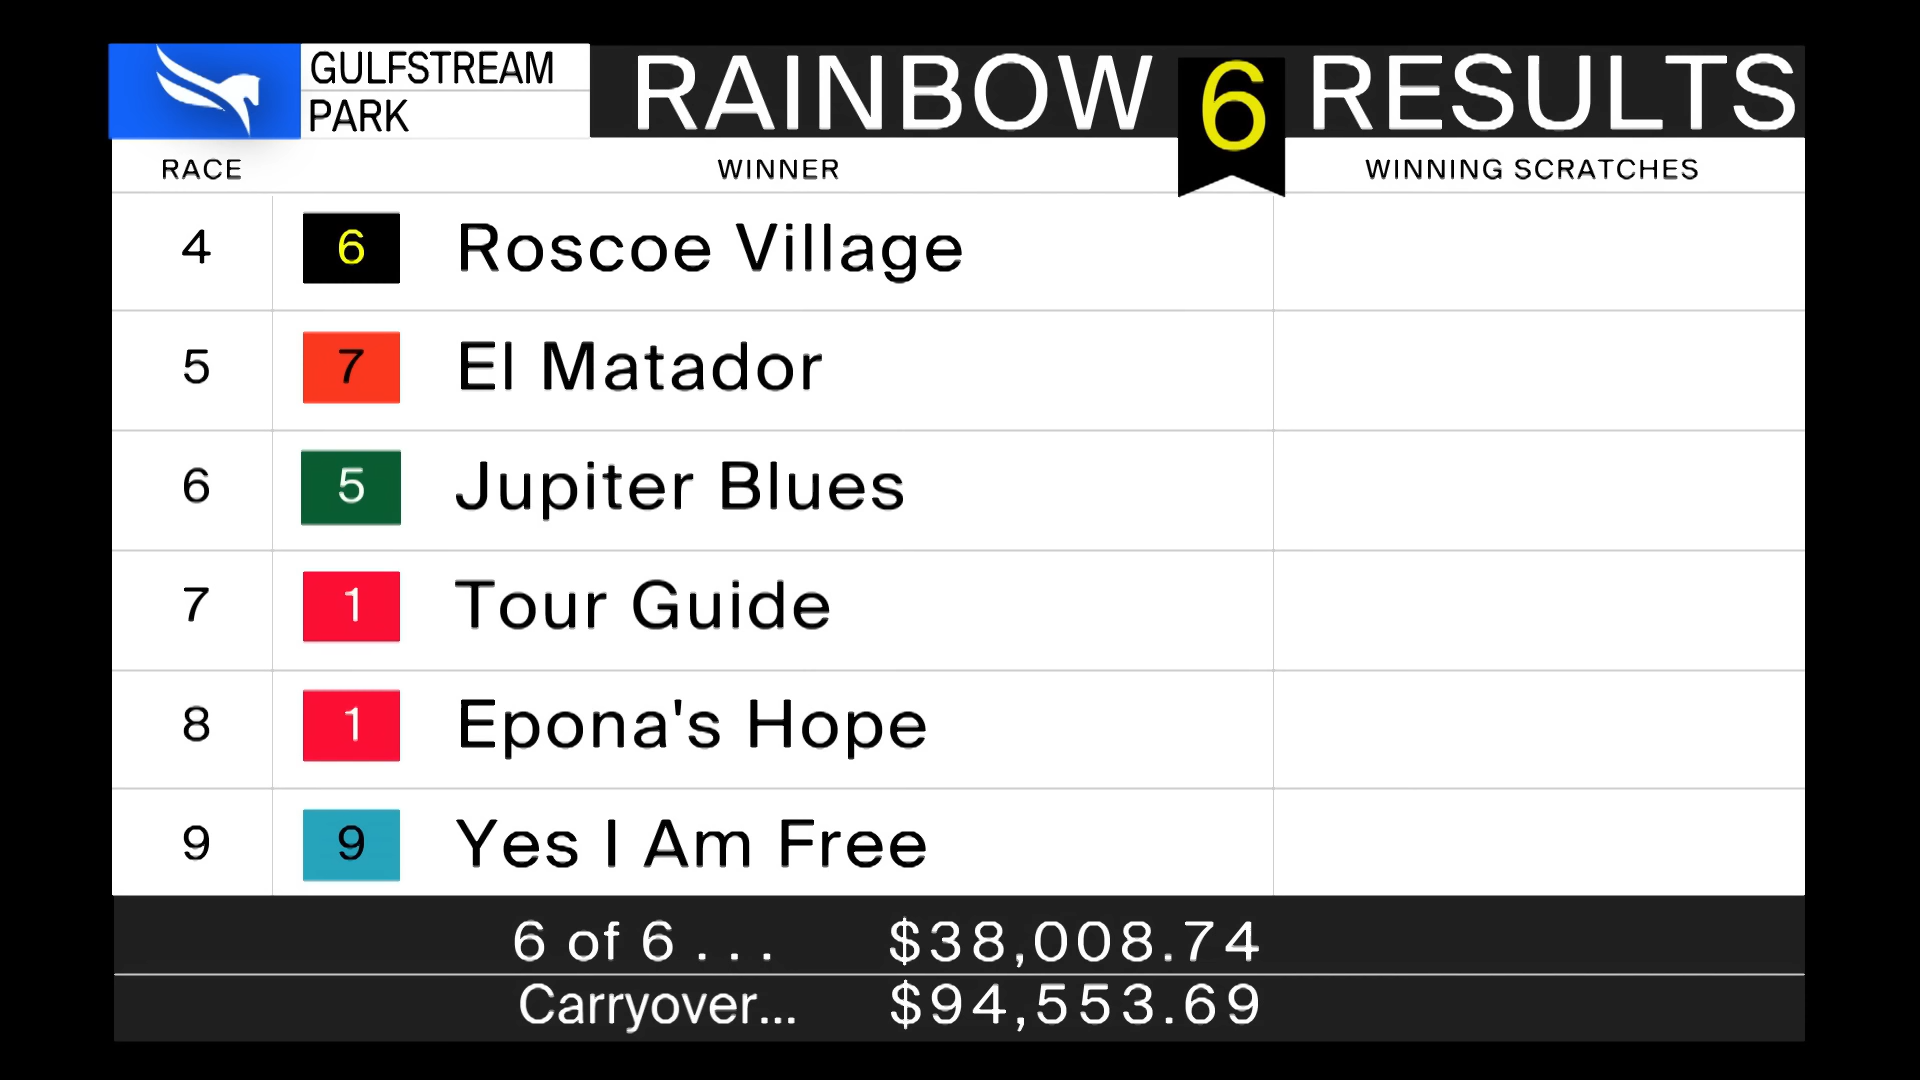 GULFSTREAM
PARK
RAINBOW 6 RESULTS
RACE WINNER WINNING SCRATCHES
4 6 Roscoe Village
5 7 El Matador
6 5 Jupiter Blues
7 1 Tour Guide
8 1 Epona's Hope
9 9 Yes I Am Free
6 of 6 . . . $38,008.74
Carryover... $94,553.69